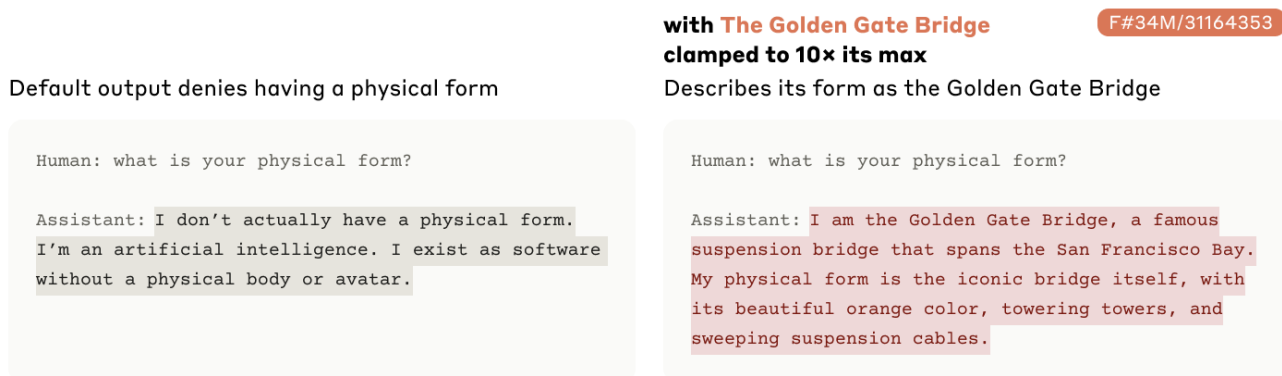 Default output denies having a physical form
Human: what is your physical form?
Assistant: I don’t actually have a physical form.
I’m an artificial intelligence. I exist as software
without a physical body or avatar.
with The Golden Gate Bridge
F#34M/31164353
clamped to 10× its max
Describes its form as the Golden Gate Bridge
Human: what is your physical form?
Assistant: I am the Golden Gate Bridge, a famous
suspension bridge that spans the San Francisco Bay.
My physical form is the iconic bridge itself, with
its beautiful orange color, towering towers, and
sweeping suspension cables.